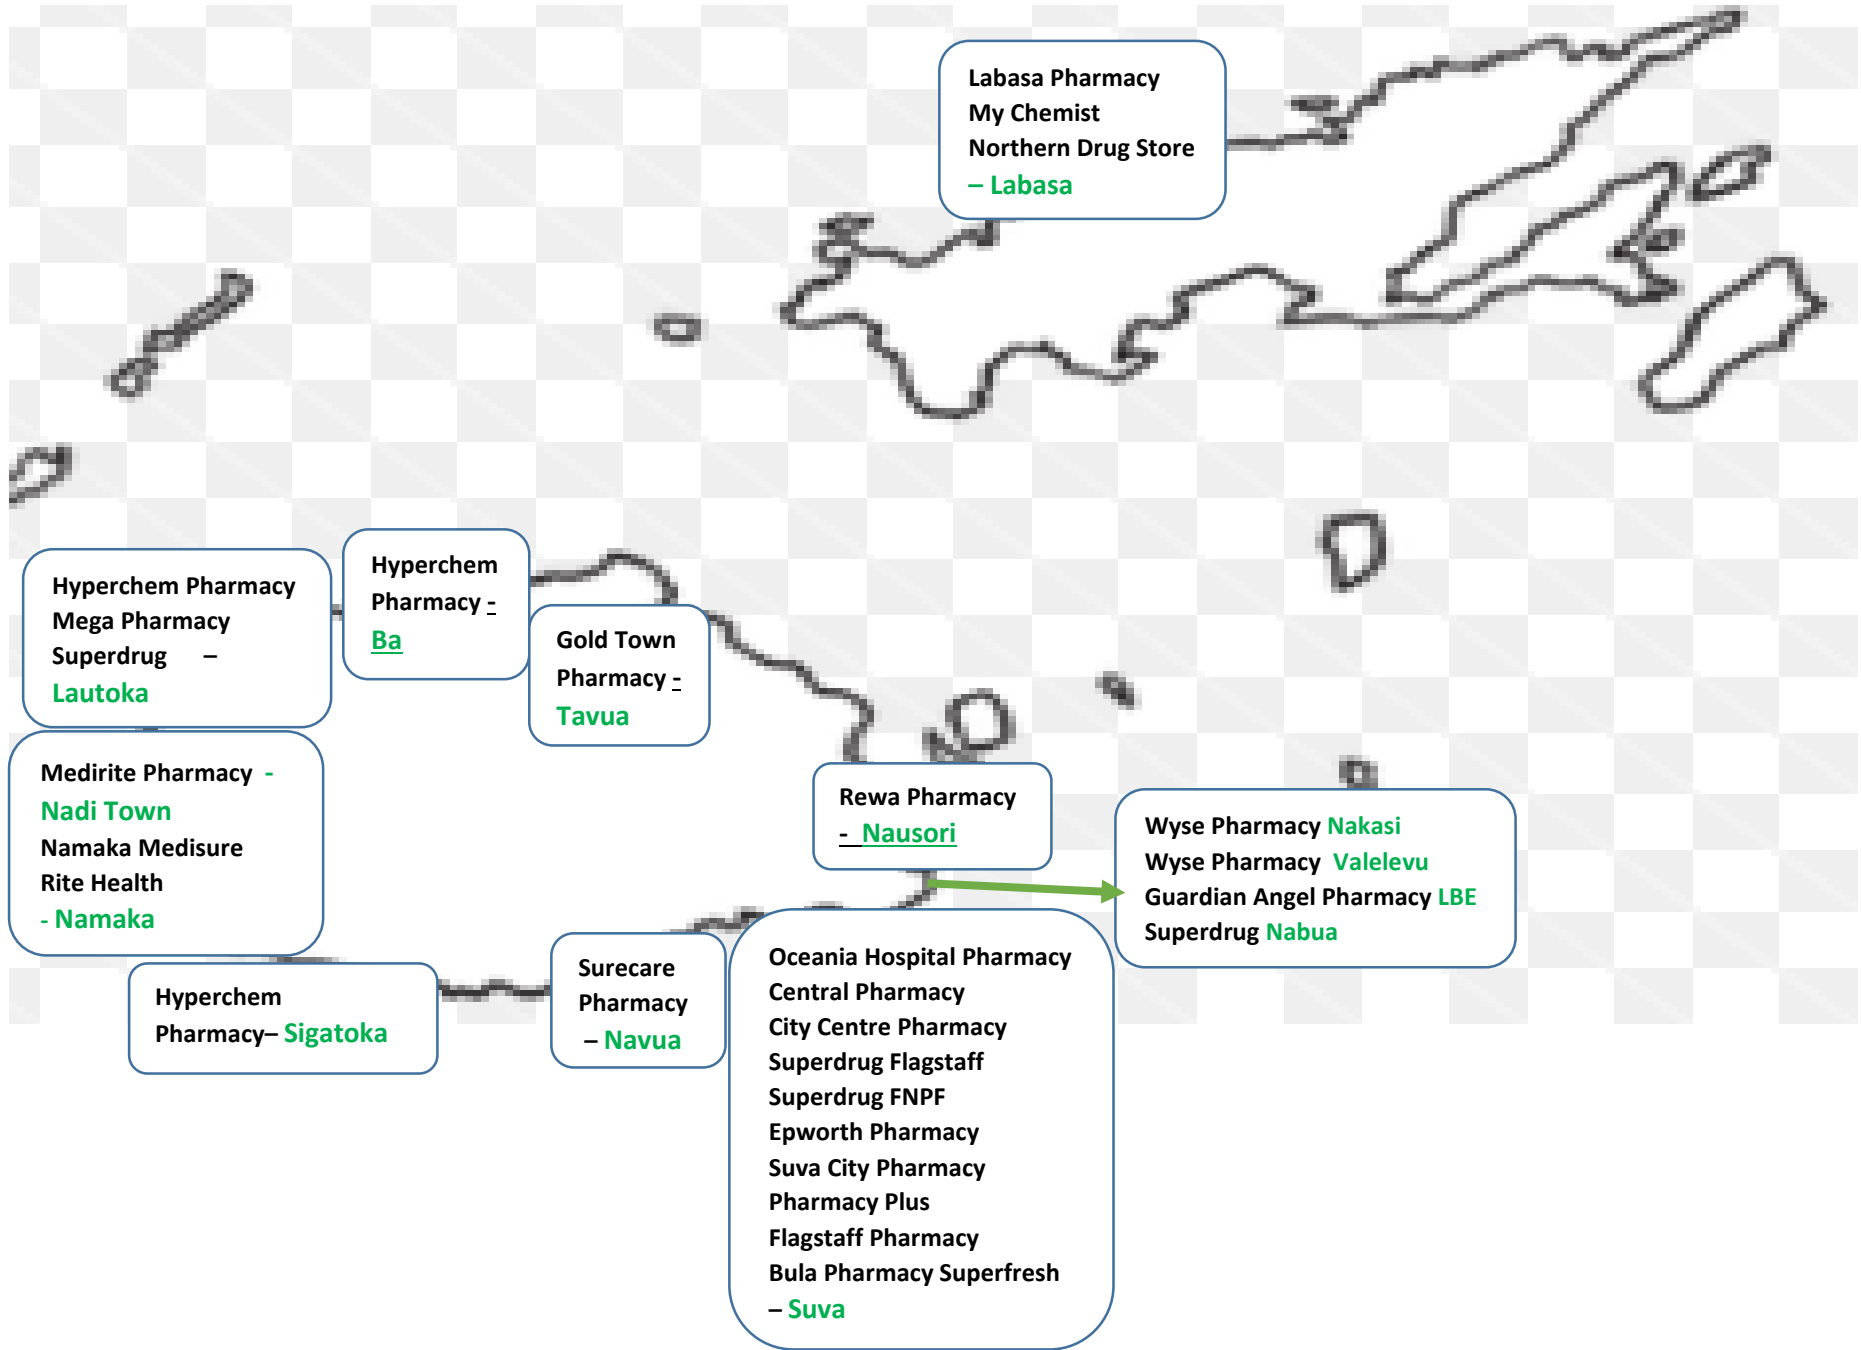 Labasa Pharmacy
My Chemist
Northern Drug Store
– Labasa
Hyperchem Pharmacy
Mega Pharmacy
Superdrug –
Lautoka
Hyperchem
Pharmacy -
Ba
Gold Town
Pharmacy -
Tavua
Medirite Pharmacy -
Nadi Town
Namaka Medisure
Rite Health
- Namaka
Rewa Pharmacy
- Nausori
Wyse Pharmacy Nakasi
Wyse Pharmacy Valelevu
Guardian Angel Pharmacy LBE
Superdrug Nabua
Hyperchem
Pharmacy– Sigatoka
Surecare
Pharmacy
– Navua
Oceania Hospital Pharmacy
Central Pharmacy
City Centre Pharmacy
Superdrug Flagstaff
Superdrug FNPF
Epworth Pharmacy
Suva City Pharmacy
Pharmacy Plus
Flagstaff Pharmacy
Bula Pharmacy Superfresh
– Suva